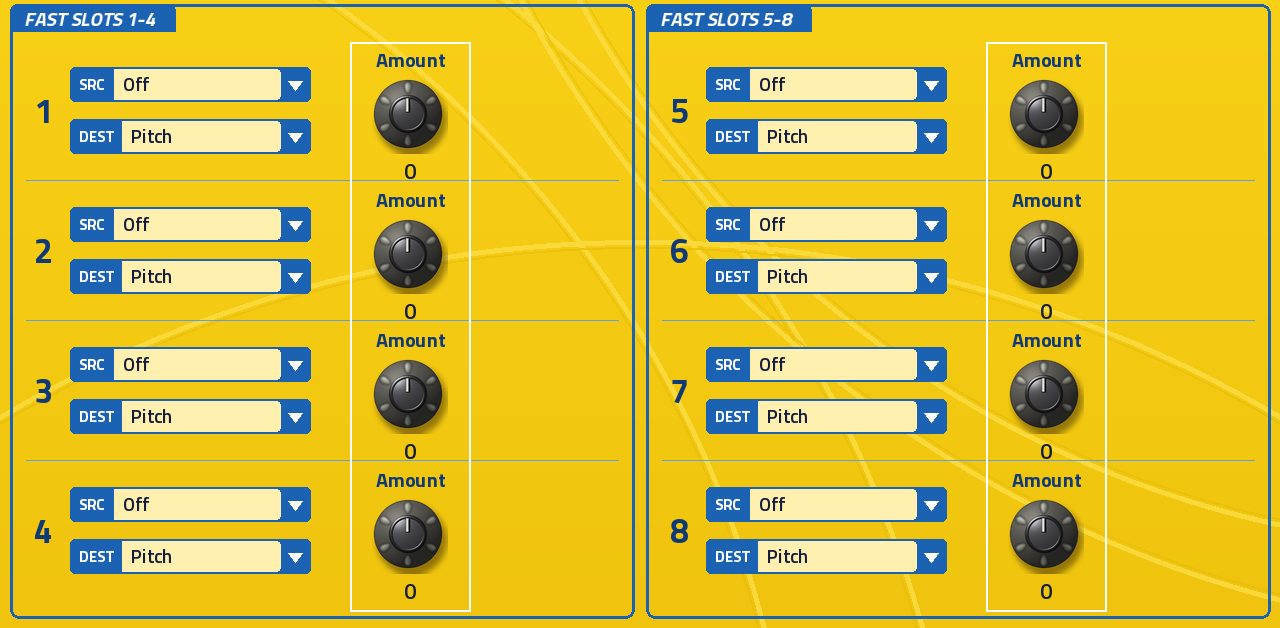 FAST SLOTS 1-4
Amount
SRC Off
1
DEST Pitch
0
Amount
SRC Off
2
DEST Pitch
0
Amount
SRC Off
3
DEST Pitch
0
Amount
SRC Off
4
DEST Pitch
0
FAST SLOTS 5-8
Amount
SRC Off
5
DEST Pitch
0
Amount
SRC Off
6
DEST Pitch
0
Amount
SRC Off
7
DEST Pitch
0
Amount
SRC Off
8
DEST Pitch
0